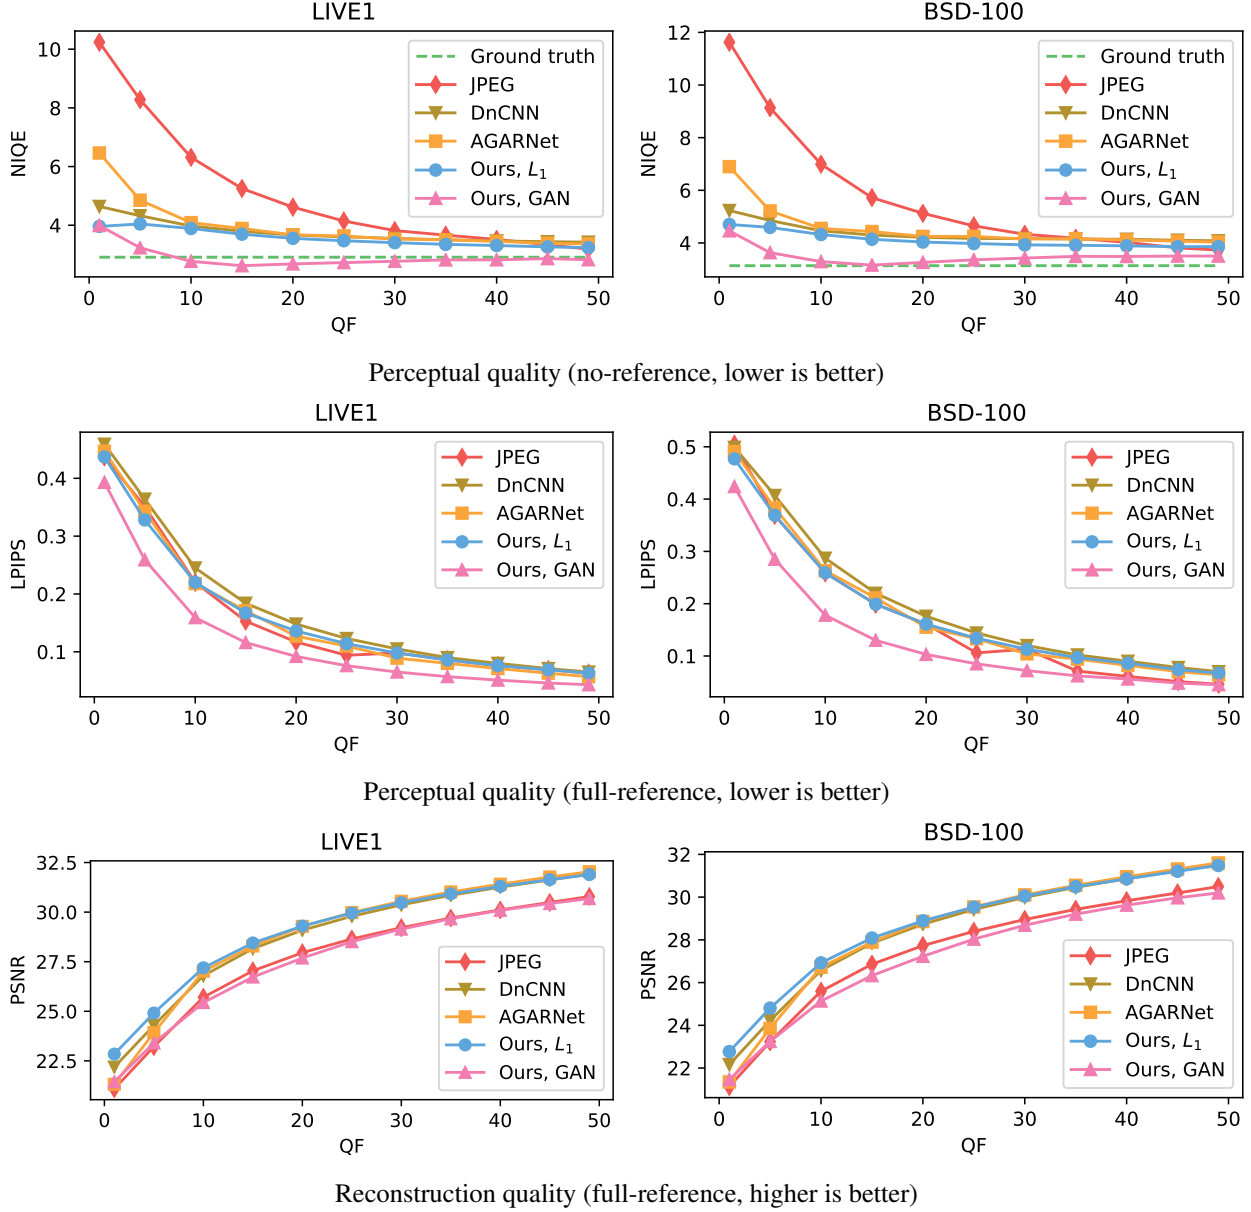 LIVE1
10
8
6
4
NIQE
0 10 20 30 40 50
QF
Ground truth
JPEG
DnCNN
AGARNet
Ours, L1
Ours, GAN
BSD-100
12
10
8
6
4
NIQE
0 10 20 30 40 50
QF
Ground truth
JPEG
DnCNN
AGARNet
Ours, L1
Ours, GAN
Perceptual quality (no-reference, lower is better)
LIVE1
0.4
0.3
0.2
0.1
LPIPS
0 10 20 30 40 50
QF
JPEG
DnCNN
AGARNet
Ours, L1
Ours, GAN
BSD-100
0.5
0.4
0.3
0.2
0.1
LPIPS
0 10 20 30 40 50
QF
JPEG
DnCNN
AGARNet
Ours, L1
Ours, GAN
Perceptual quality (full-reference, lower is better)
LIVE1
32.5
30.0
27.5
25.0
22.5
PSNR
0 10 20 30 40 50
QF
JPEG
DnCNN
AGARNet
Ours, L1
Ours, GAN
BSD-100
32
30
28
26
24
22
PSNR
0 10 20 30 40 50
QF
JPEG
DnCNN
AGARNet
Ours, L1
Ours, GAN
Reconstruction quality (full-reference, higher is better)